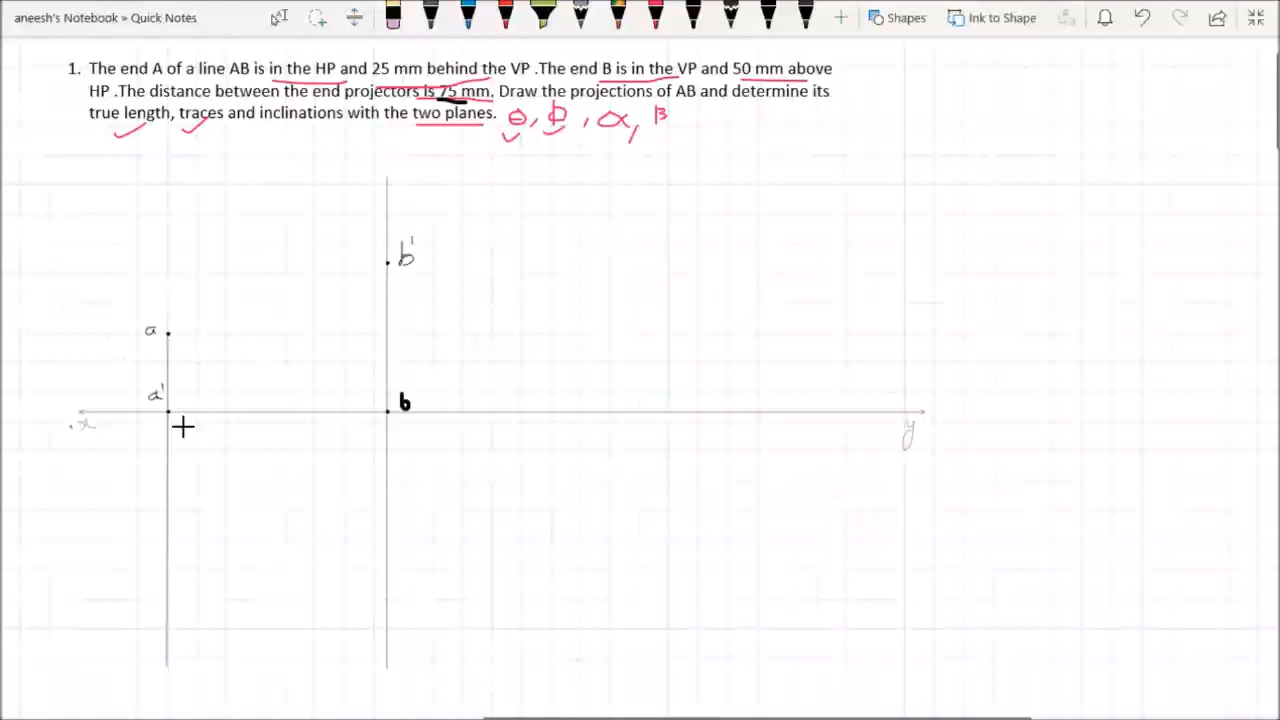 aneesh's Notebook » Quick Notes
Shapes
Ink to Shape
1. The end A of a line AB is in the HP and 25 mm behind the VP .The end B is in the VP and 50 mm above
HP .The distance between the end projectors is 75 mm. Draw the projections of AB and determine its
true length, traces and inclinations with the two planes. θ, Φ, α, β
b'
a
a'
b
x
y